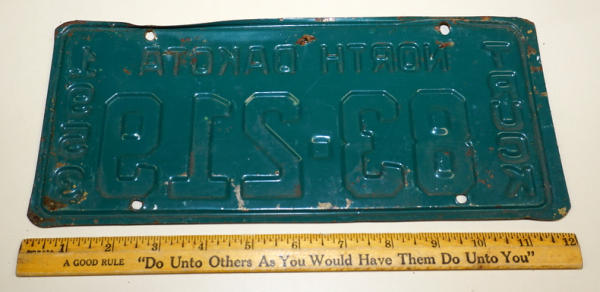 NORTH DAKOTA
TRUCK
83-219
1 2 3 4 5 6 7 8 9 10 11 12
A GOOD RULE "Do Unto Others As You Would Have Them Do Unto You"